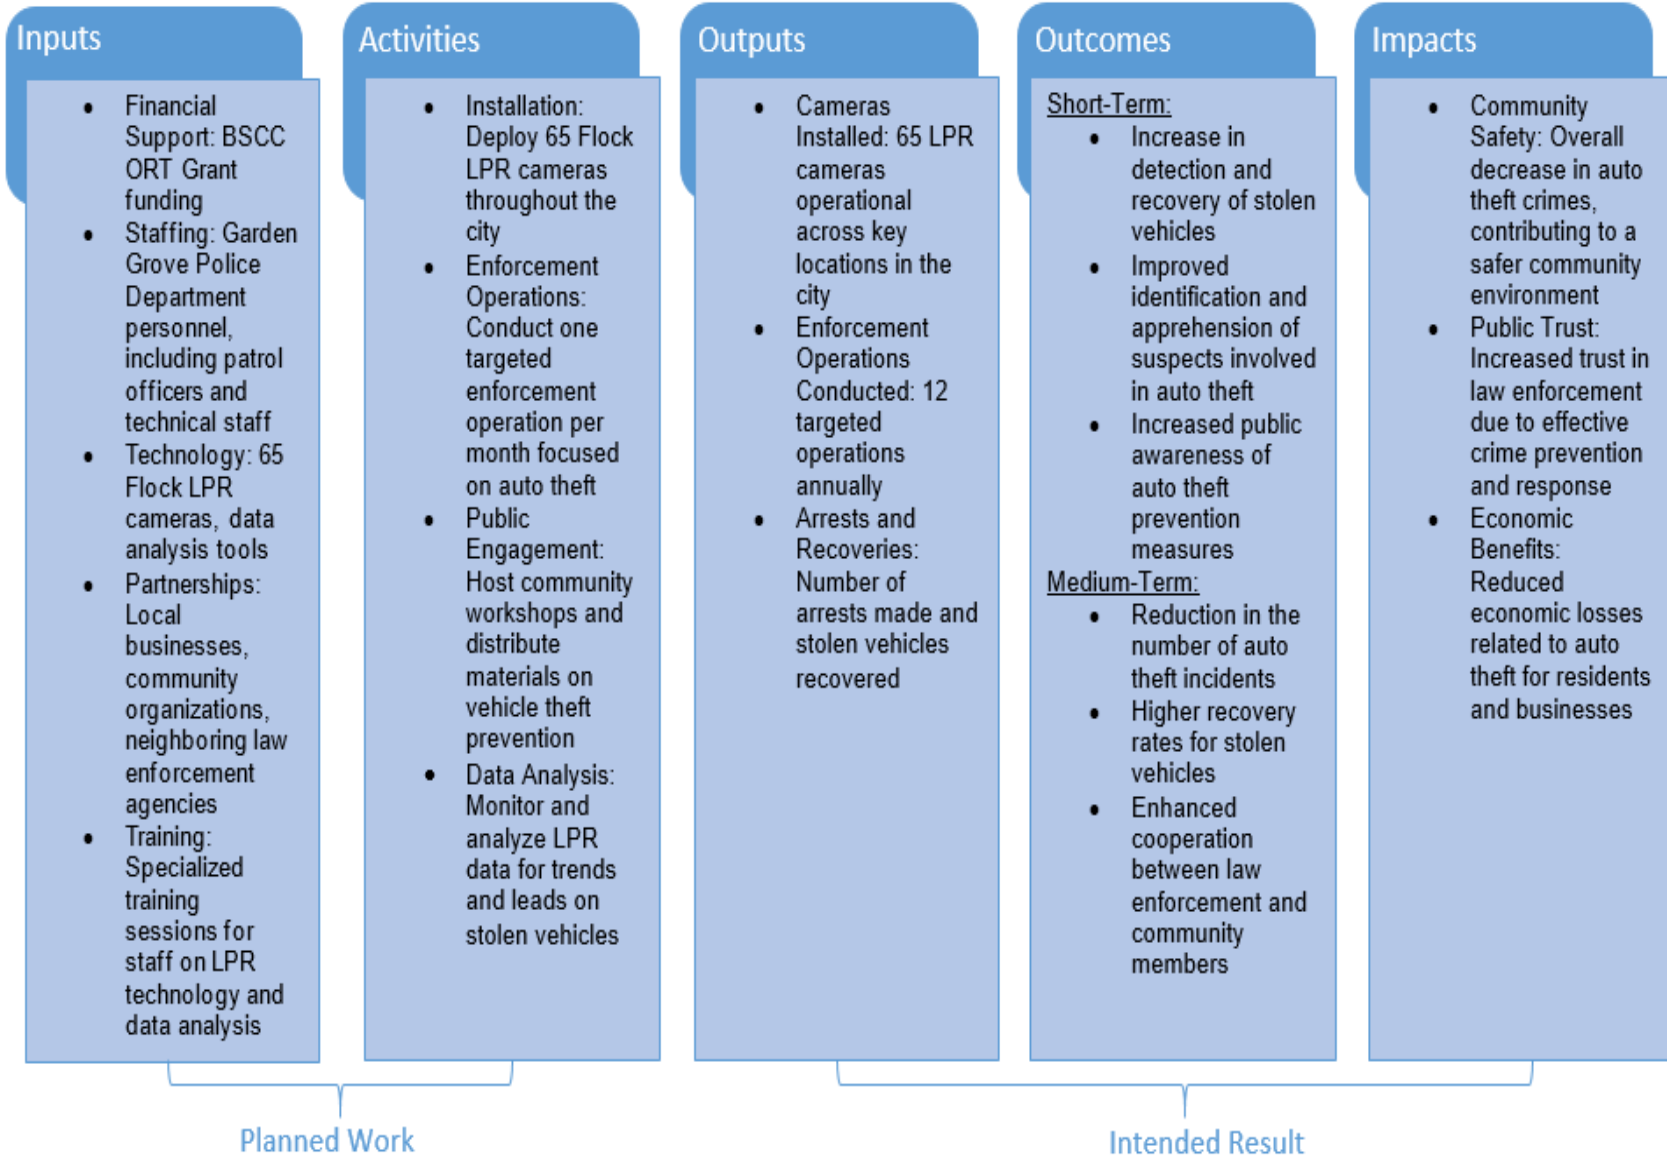 Inputs
Financial
Support: BSCC
ORT Grant
funding
Staffing: Garden
Grove Police
Department
personnel,
including patrol
officers and
technical staff
Technology: 65
Flock LPR
cameras, data
analysis tools
Partnerships:
Local
businesses,
community
organizations,
neighboring law
enforcement
agencies
Training:
Specialized
training
sessions for
staff on LPR
technology and
data analysis
Activities
Installation:
Deploy 65 Flock
LPR cameras
throughout the
city
Enforcement
Operations:
Conduct one
targeted
enforcement
operation per
month focused
on auto theft
Public
Engagement:
Host community
workshops and
distribute
materials on
vehicle theft
prevention
Data Analysis:
Monitor and
analyze LPR
data for trends
and leads on
stolen vehicles
Outputs
Cameras
Installed: 65 LPR
cameras
operational
across key
locations in the
city
Enforcement
Operations
Conducted: 12
targeted
operations
annually
Arrests and
Recoveries:
Number of
arrests made and
stolen vehicles
recovered
Outcomes
Short-Term:
Increase in
detection and
recovery of stolen
vehicles
Improved
identification and
apprehension of
suspects involved
in auto theft
Increased public
awareness of
auto theft
prevention
measures
Medium-Term:
Reduction in the
number of auto
theft incidents
Higher recovery
rates for stolen
vehicles
Enhanced
cooperation
between law
enforcement and
community
members
Impacts
Community
Safety: Overall
decrease in auto
theft crimes,
contributing to a
safer community
environment
Public Trust:
Increased trust in
law enforcement
due to effective
crime prevention
and response
Economic
Benefits:
Reduced
economic losses
related to auto
theft for residents
and businesses
Planned Work
Intended Result